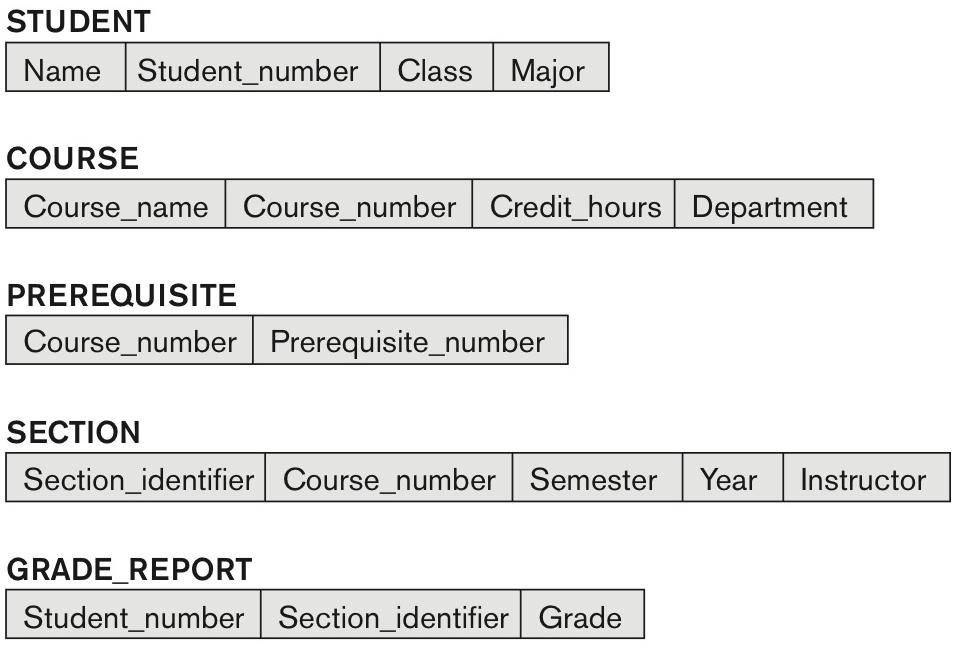 STUDENT
Name Student_number Class Major
COURSE
Course_name Course_number Credit_hours Department
PREREQUISITE
Course_number Prerequisite_number
SECTION
Section_identifier Course_number Semester Year Instructor
GRADE_REPORT
Student_number Section_identifier Grade